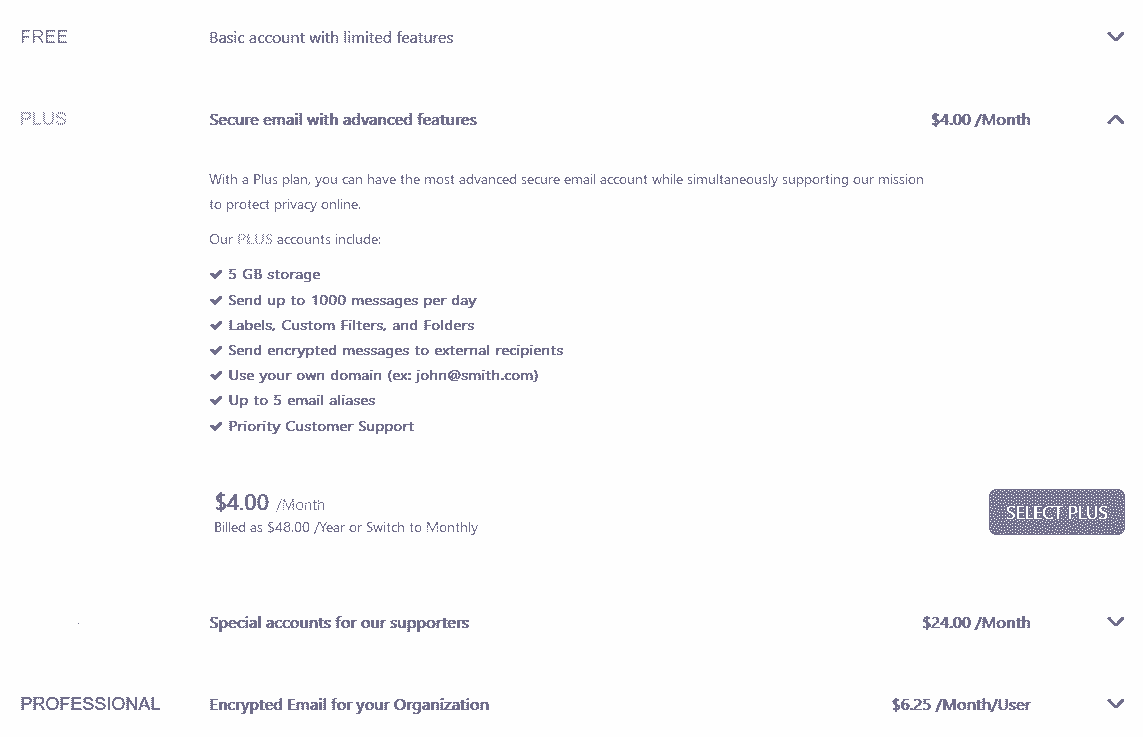 FREE Basic account with limited features
PLUS Secure email with advanced features $4.00 /Month
With a Plus plan, you can have the most advanced secure email account while simultaneously supporting our mission
to protect privacy online.
Our PLUS accounts include:
5 GB storage
Send up to 1000 messages per day
Labels, Custom Filters, and Folders
Send encrypted messages to external recipients
Use your own domain (ex: john@smith.com)
Up to 5 email aliases
Priority Customer Support
$4.00 /Month
Billed as $48.00 /Year or Switch to Monthly
SELECT PLUS
Special accounts for our supporters $24.00 /Month
PROFESSIONAL Encrypted Email for your Organization $6.25 /Month/User